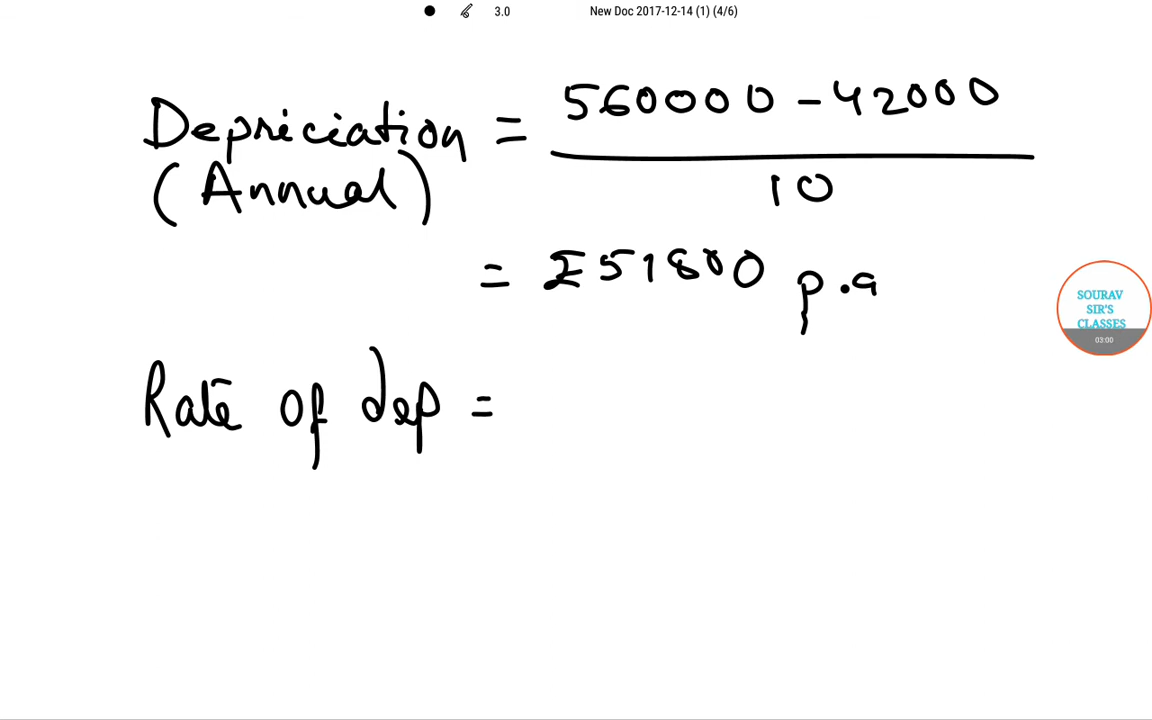 3.0 New Doc 2017-12-14 (1) (4/6)
Depriciation = 560000 - 42000
(Annual) 10
= £51800 p.a
SOURAV
SIR'S
CLASSES
03:00
Rate of dep =